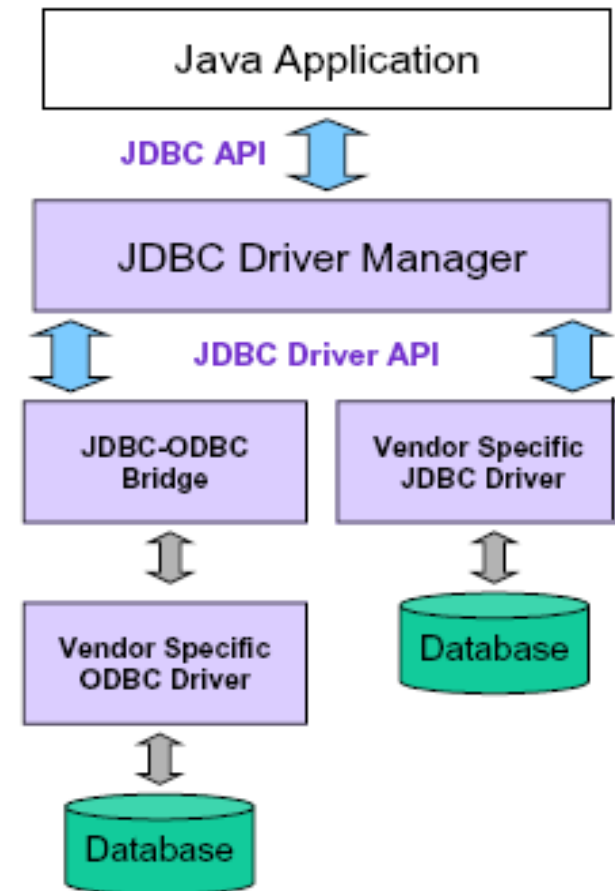 Java Application
JDBC API
JDBC Driver Manager
JDBC Driver API
JDBC-ODBC
Bridge
Vendor Specific
JDBC Driver
Vendor Specific
ODBC Driver
Database
Database